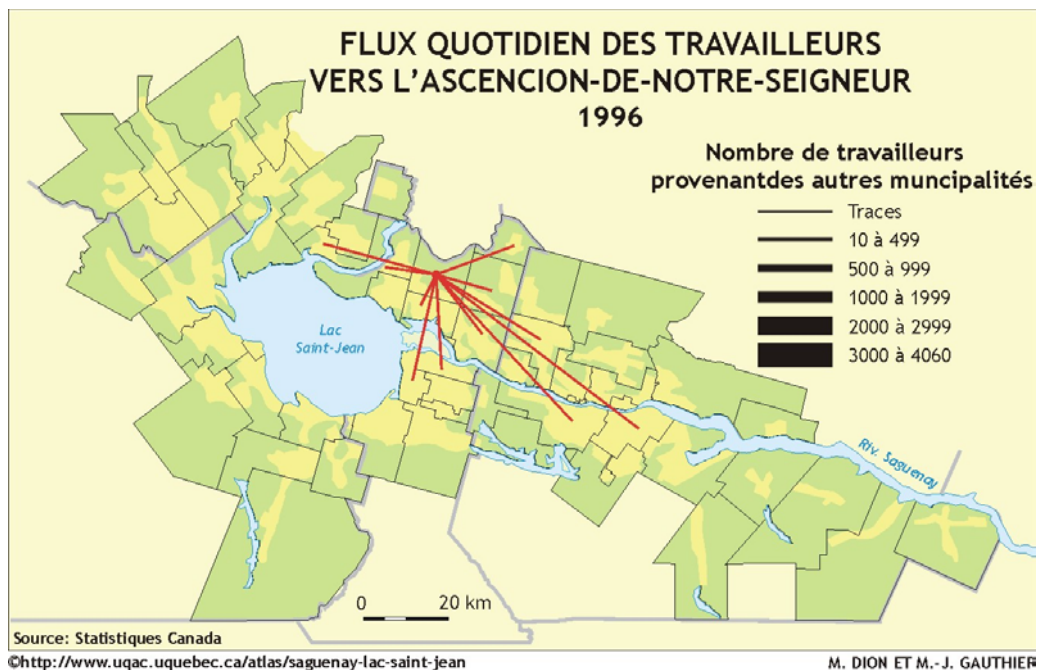 FLUX QUOTIDIEN DES TRAVAILLEURS
VERS L'ASCENCION-DE-NOTRE-SEIGNEUR
1996
Nombre de travailleurs
provenantdes autres muncipalités
Traces
10 à 499
500 à 999
1000 à 1999
2000 à 2999
3000 à 4060
Lac
Saint-Jean
Riv. Saguenay
0 20 km
Source: Statistiques Canada
©http://www.uqac.uquebec.ca/atlas/saguenay-lac-saint-jean
M. DION ET M.-J. GAUTHIER